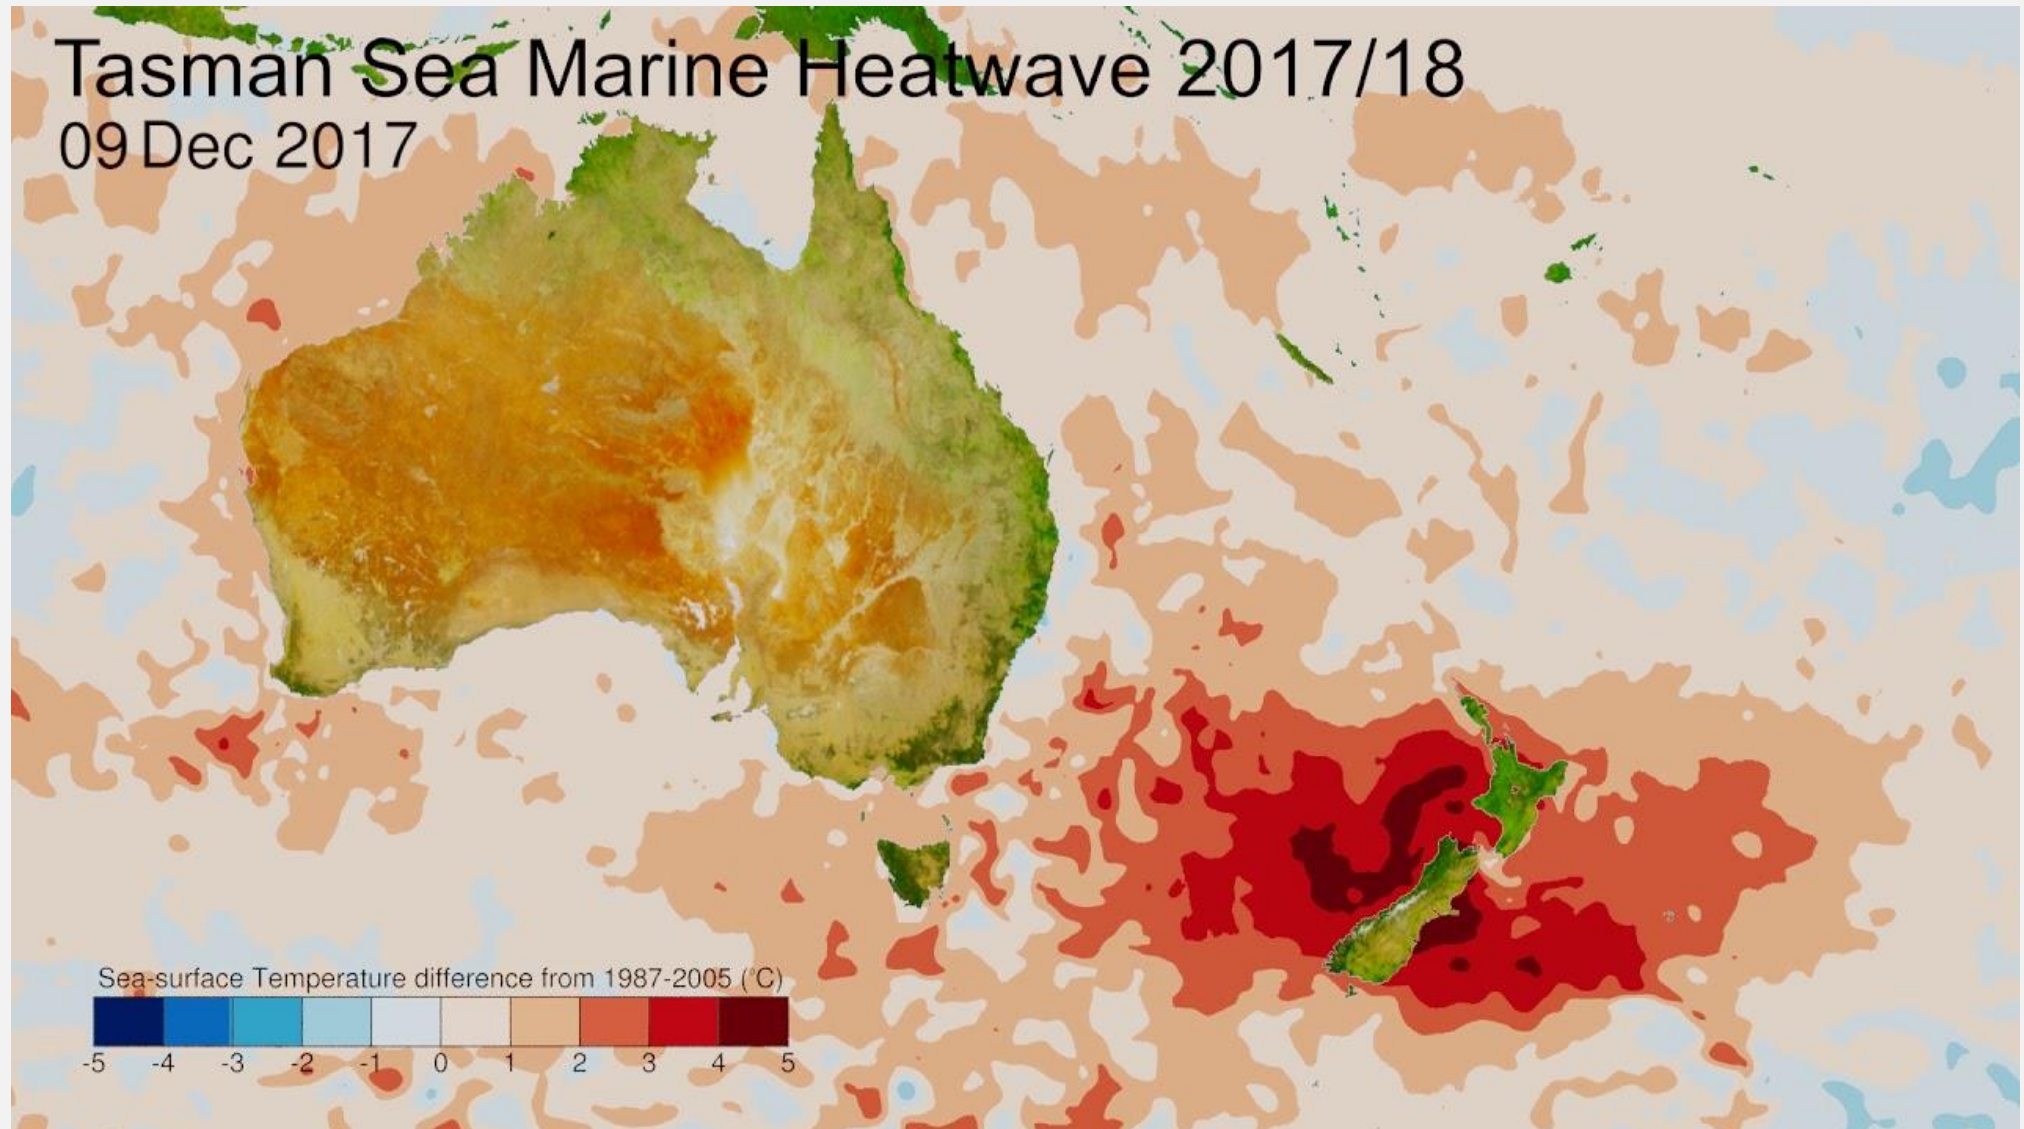 Tasman Sea Marine Heatwave 2017/18
09 Dec 2017
Sea-surface Temperature difference from 1987-2005 (°C)
-5 -4 -3 -2 -1 0 1 2 3 4 5